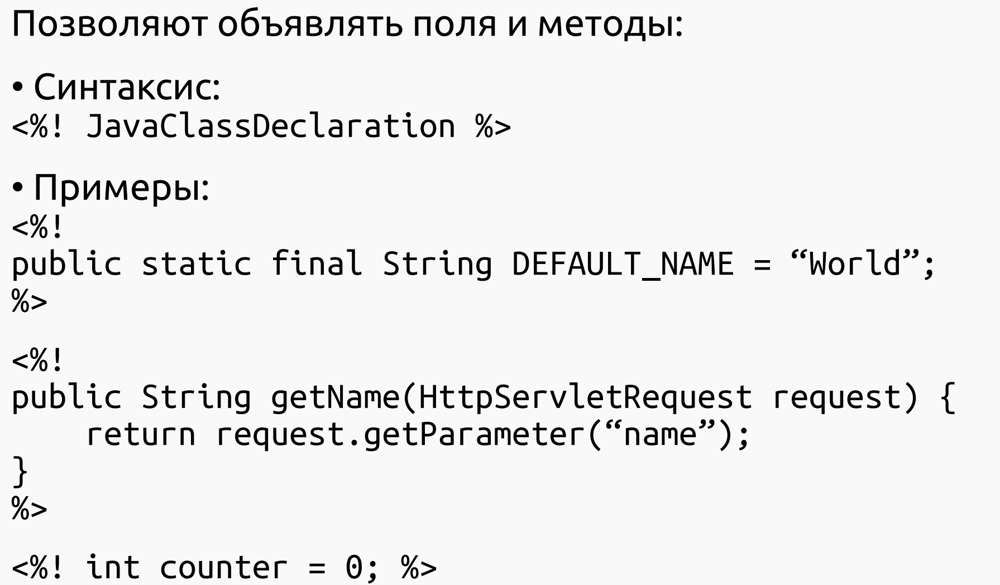 Позволяют объявлять поля и методы:
• Синтаксис:
<%! JavaClassDeclaration %>
• Примеры:
<%!
public static final String DEFAULT_NAME = “World”;
%>
<%!
public String getName(HttpServletRequest request) {
    return request.getParameter(“name”);
}
%>
<%! int counter = 0; %>